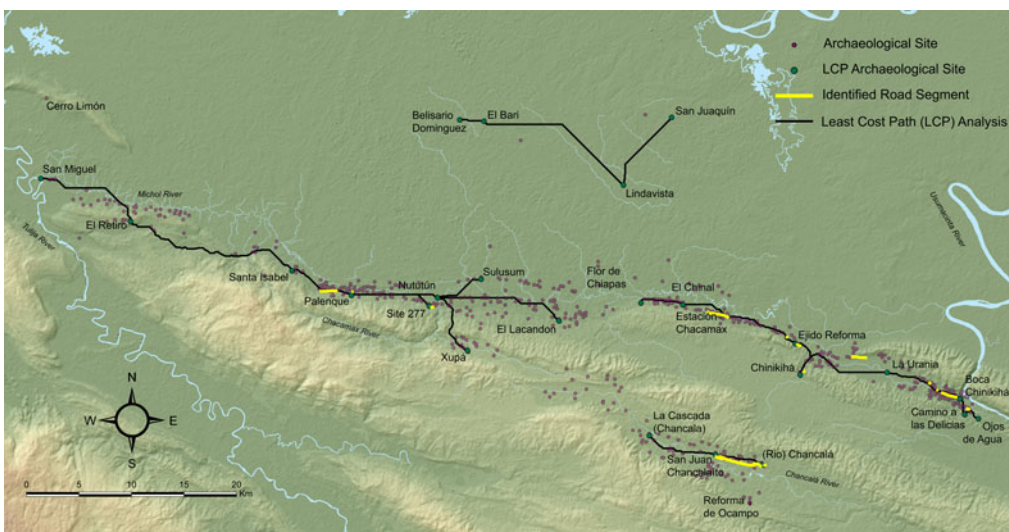 Archaeological Site
LCP Archaeological Site
Identified Road Segment
Least Cost Path (LCP) Analysis
Cerro Limón
San Miguel
Michol River
El Retiro
Tulijá River
Santa Isabel
Palenque
Chacamax River
Nututún
Site 277
Sulusum
Xupá
El Lacandón
Belisario
Dominguez
El Bari
San Juaquín
Lindavista
Flor de
Chiapas
El Chinal
Estación
Chacamax
Ejido Reforma
Chinikihá
La Urania
Boca
Chinikihá
Camino a
las Delicias
Ojos
de Agua
Usumacinta River
La Cascada
(Chancala)
San Juan
Chancalaito
(Rio) Chancalá
Chancalá River
Reforma
de Ocampo
N
W
E
S
0 5 10 15 20
Km